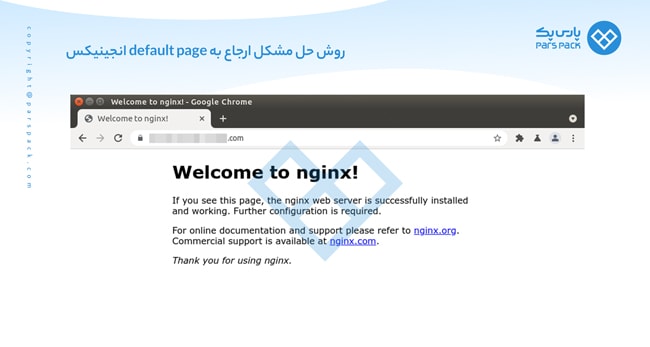 پارس پک
PARS PACK
روش حل مشکل ارجاع به default page انجینیکس
copyright@parspack.com
Welcome to nginx! - Google Chrome
Welcome to nginx!
.com
Welcome to nginx!
If you see this page, the nginx web server is successfully installed
and working. Further configuration is required.
For online documentation and support please refer to nginx.org.
Commercial support is available at nginx.com.
Thank you for using nginx.